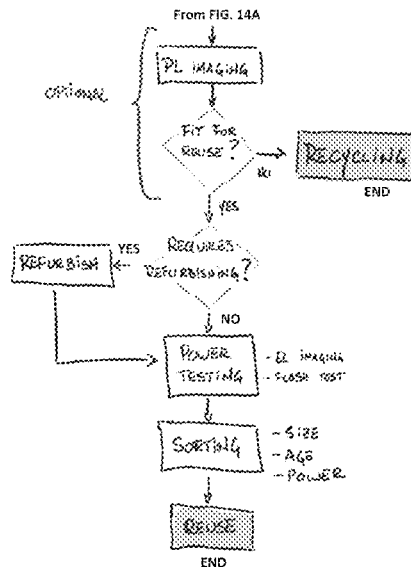 From FIG. 14A
PL IMAGING
OPTIONAL
FIT FOR
REUSE?
NO
RECYCLING
END
YES
REQUIRES
REFURBISHING?
YES
REFURBISH
NO
POWER
TESTING
- EL IMAGING
- FLASH TEST
SORTING
- SIZE
- AGE
- POWER
REUSE
END